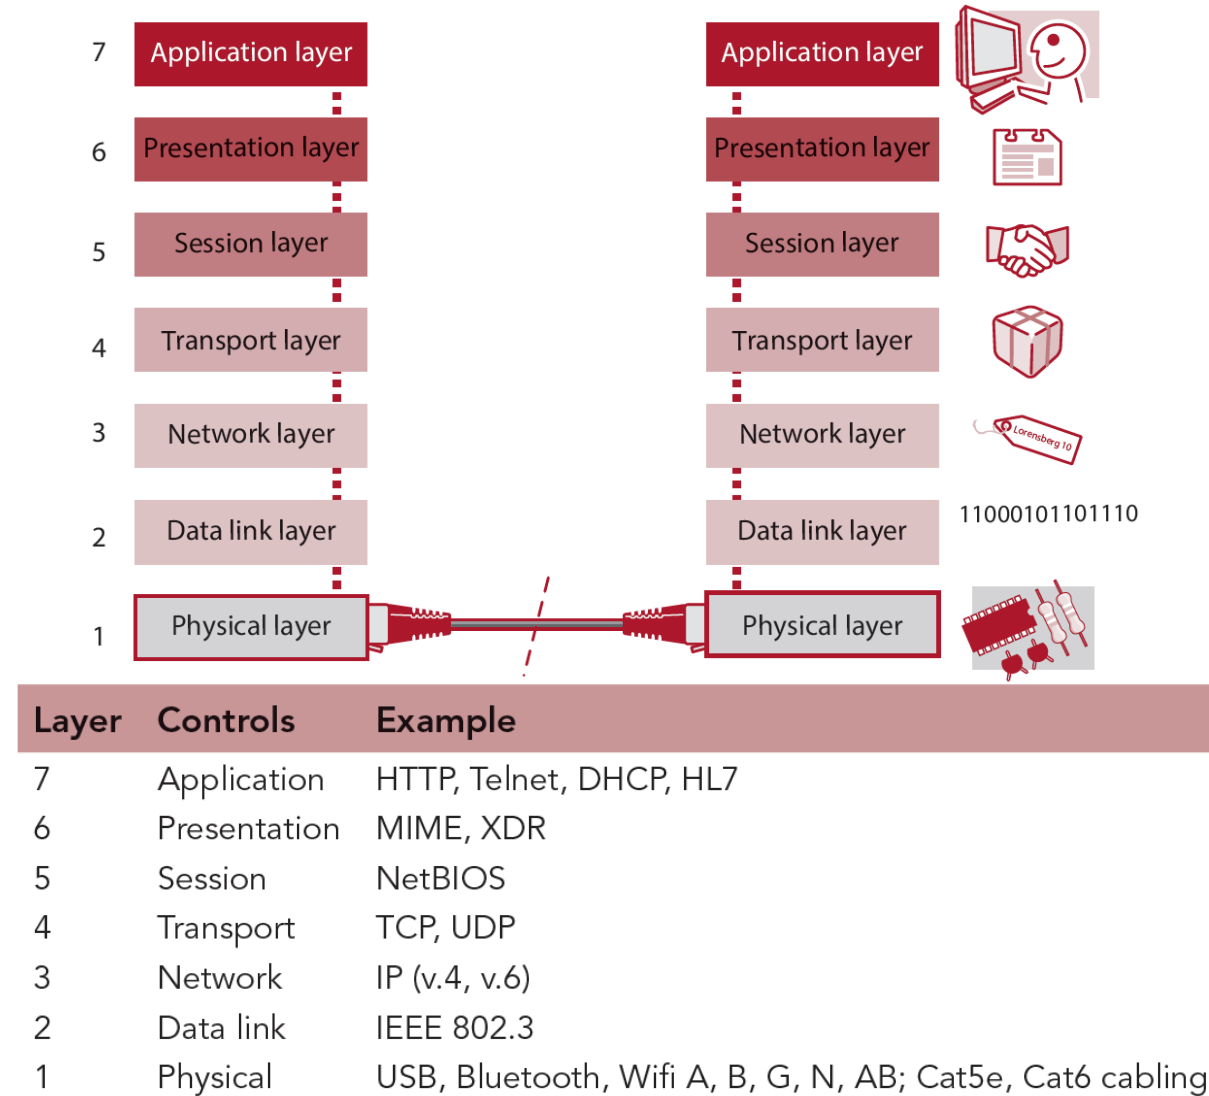 7 Application layer Application layer
6 Presentation layer Presentation layer
5 Session layer Session layer
4 Transport layer Transport layer
3 Network layer Network layer Lorensberg 10
2 Data link layer Data link layer 11000101101110
1 Physical layer Physical layer
Layer Controls Example
7 Application HTTP, Telnet, DHCP, HL7
6 Presentation MIME, XDR
5 Session NetBIOS
4 Transport TCP, UDP
3 Network IP (v.4, v.6)
2 Data link IEEE 802.3
1 Physical USB, Bluetooth, Wifi A, B, G, N, AB; Cat5e, Cat6 cabling